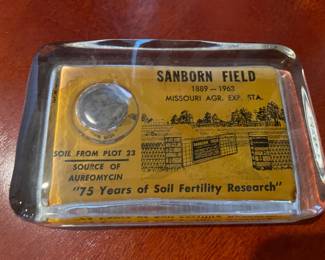 SANBORN FIELD
1889-1963
MISSOURI AGR. EXP. STA.
SOIL FROM PLOT 23
SOURCE OF
AUREOMYCIN
"75 Years of Soil Fertility Research"